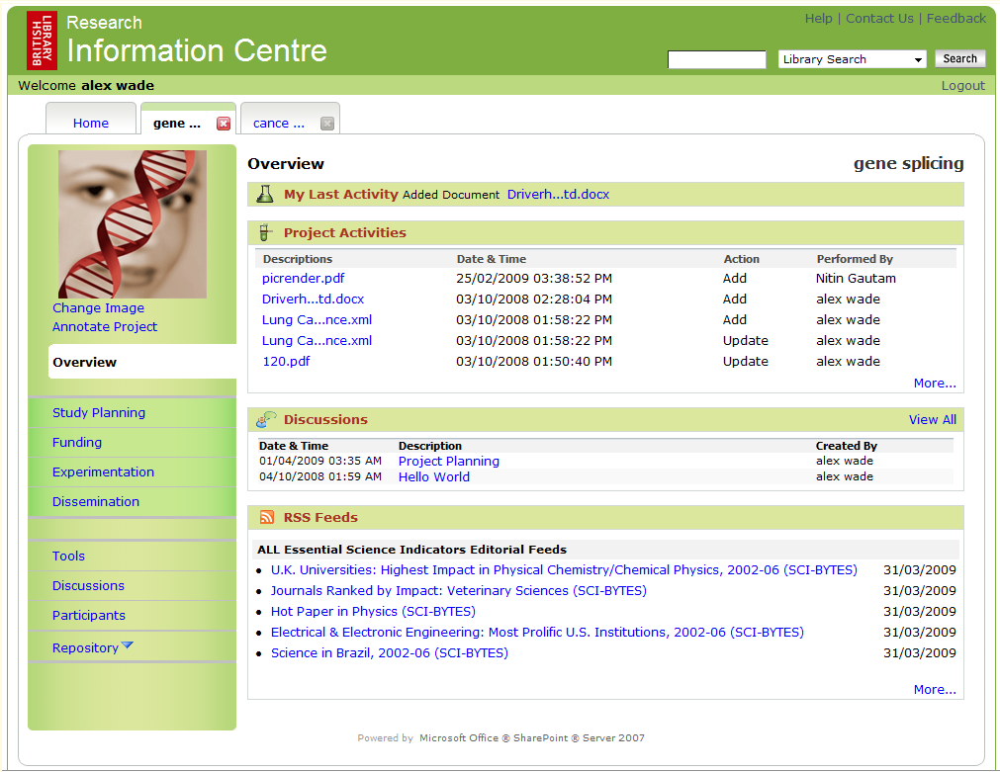 BRITISH LIBRARY
Research
Information Centre
Help | Contact Us | Feedback
Library Search
Search
Welcome alex wade
Logout
Home
gene ...
cance ...
Overview
gene splicing
My Last Activity Added Document Driverh...td.docx
Project Activities
Descriptions Date & Time Action Performed By
picrender.pdf 25/02/2009 03:38:52 PM Add Nitin Gautam
Driverh...td.docx 03/10/2008 02:28:04 PM Add alex wade
Lung Ca...nce.xml 03/10/2008 01:58:22 PM Add alex wade
Lung Ca...nce.xml 03/10/2008 01:58:22 PM Update alex wade
120.pdf 03/10/2008 01:50:40 PM Update alex wade
More...
Change Image
Annotate Project
Overview
Study Planning
Funding
Experimentation
Dissemination
Tools
Discussions
Participants
Repository
Discussions
View All
Date & Time Description Created By
01/04/2009 03:35 AM Project Planning alex wade
04/10/2008 01:59 AM Hello World alex wade
RSS Feeds
ALL Essential Science Indicators Editorial Feeds
• U.K. Universities: Highest Impact in Physical Chemistry/Chemical Physics, 2002-06 (SCI-BYTES) 31/03/2009
• Journals Ranked by Impact: Veterinary Sciences (SCI-BYTES) 31/03/2009
• Hot Paper in Physics (SCI-BYTES) 31/03/2009
• Electrical & Electronic Engineering: Most Prolific U.S. Institutions, 2002-06 (SCI-BYTES) 31/03/2009
• Science in Brazil, 2002-06 (SCI-BYTES) 31/03/2009
More...
Powered by Microsoft Office ® SharePoint ® Server 2007